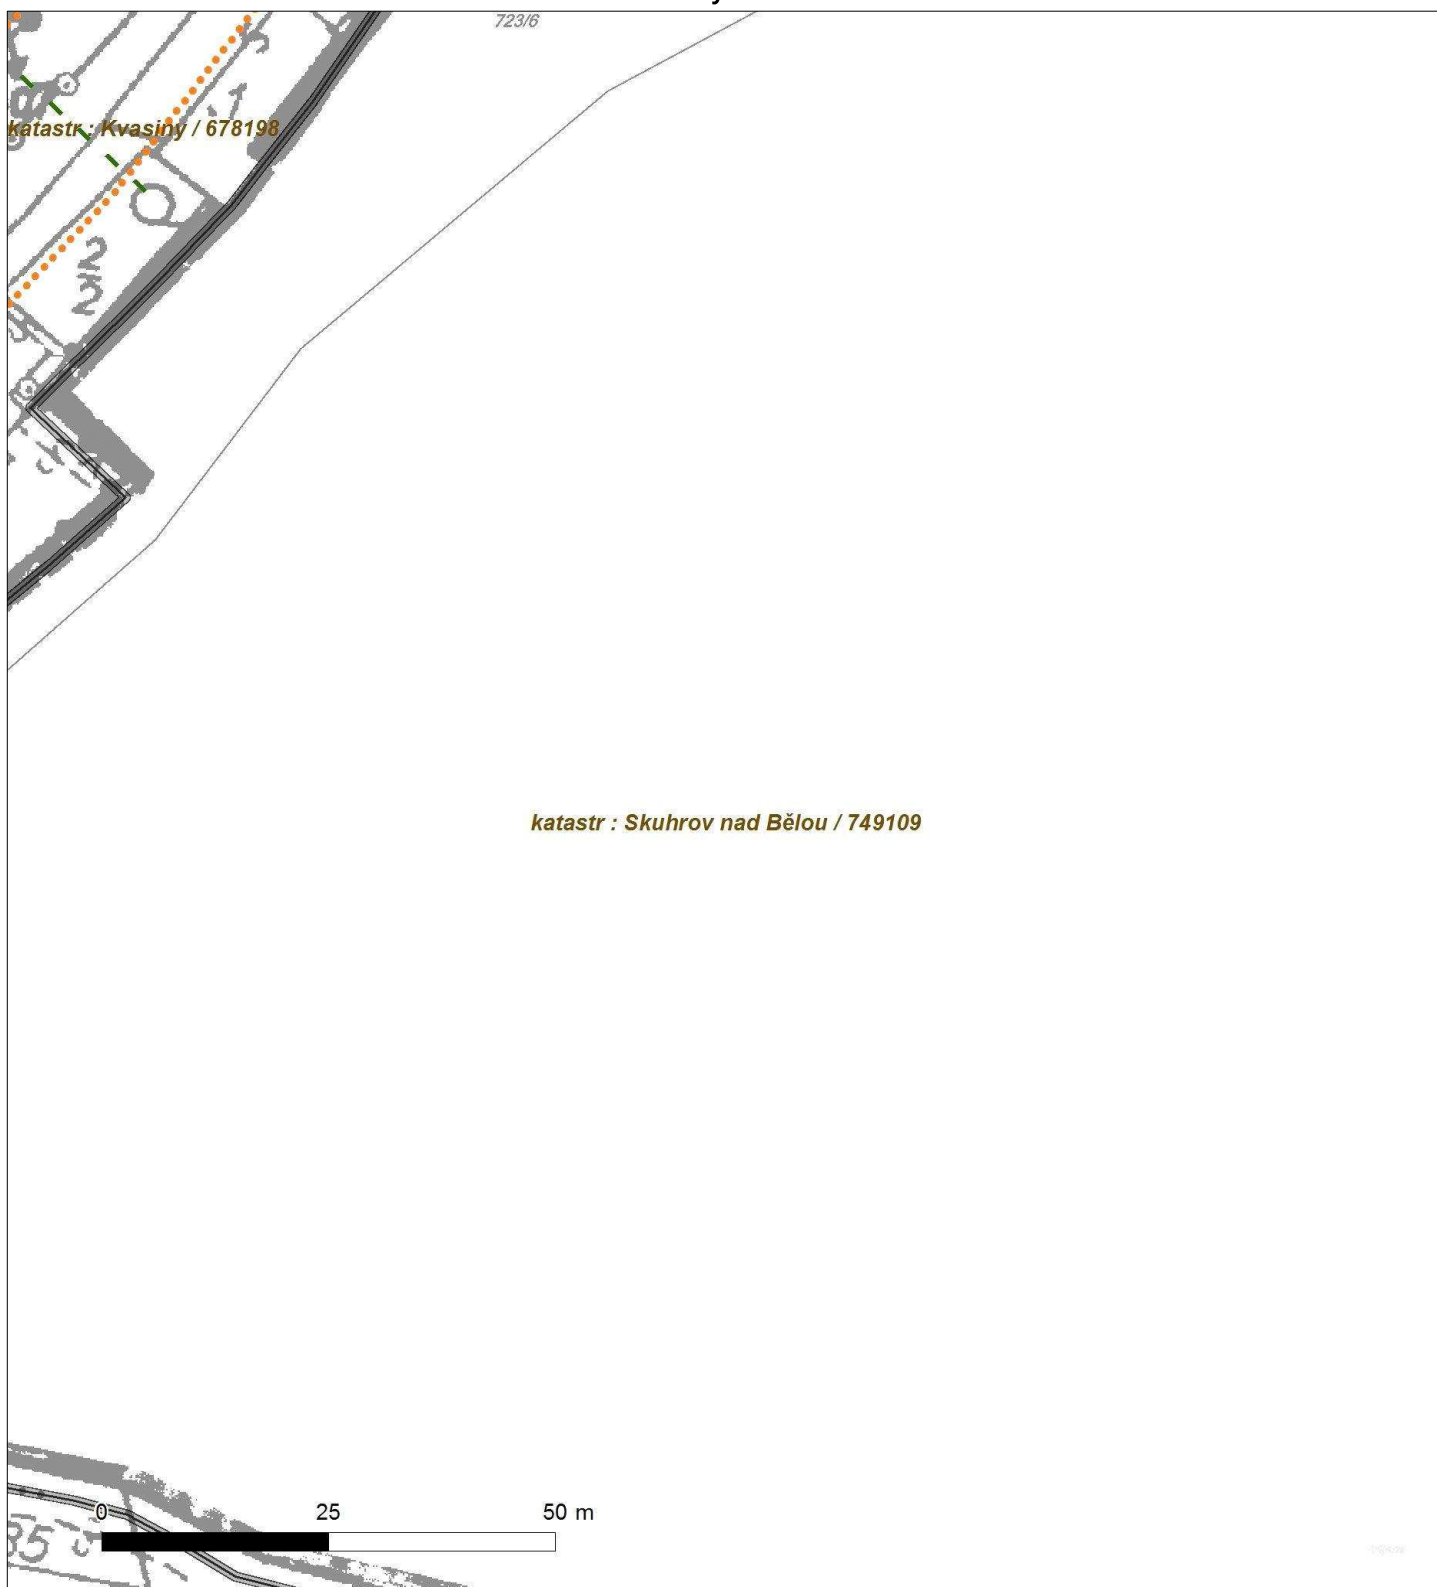 723/6
katastr : Kvasiny / 678198
katastr : Skuhrov nad Bělou / 749109
0 25 50 m